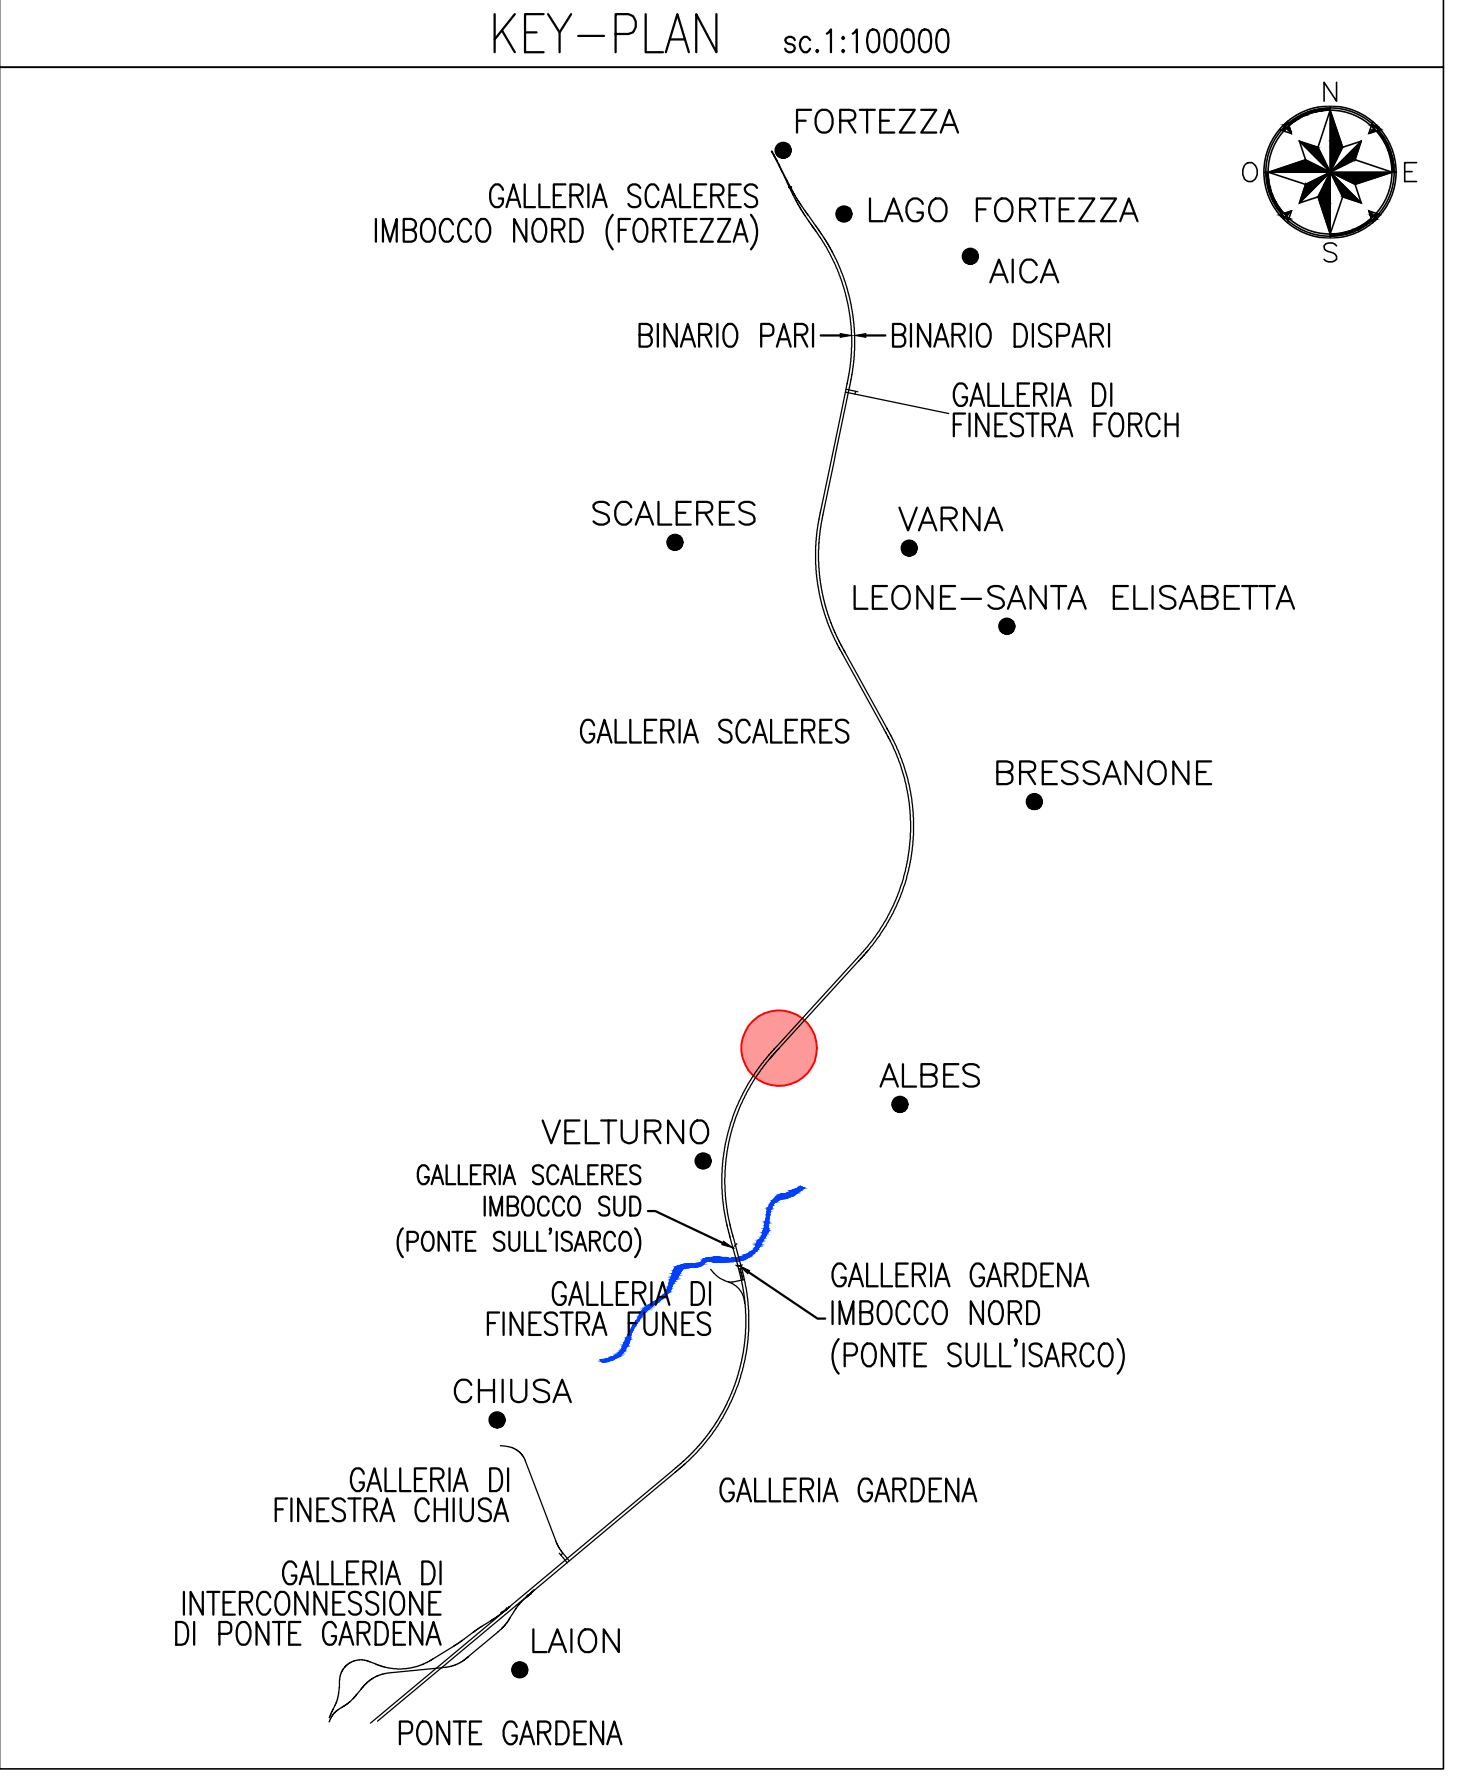 KEY-PLAN sc.1:100000
N
O
E
S
FORTEZZA
GALLERIA SCALERES
IMBOCCO NORD (FORTEZZA)
LAGO FORTEZZA
AICA
BINARIO PARI
BINARIO DISPARI
GALLERIA DI
FINESTRA FORCH
SCALERES
VARNA
LEONE-SANTA ELISABETTA
GALLERIA SCALERES
BRESSANONE
ALBES
VELTURNO
GALLERIA SCALERES
IMBOCCO SUD
(PONTE SULL'ISARCO)
GALLERIA DI
FINESTRA FUNES
GALLERIA GARDENA
IMBOCCO NORD
(PONTE SULL'ISARCO)
CHIUSA
GALLERIA DI
FINESTRA CHIUSA
GALLERIA GARDENA
GALLERIA DI
INTERCONNESSIONE
DI PONTE GARDENA
LAION
PONTE GARDENA